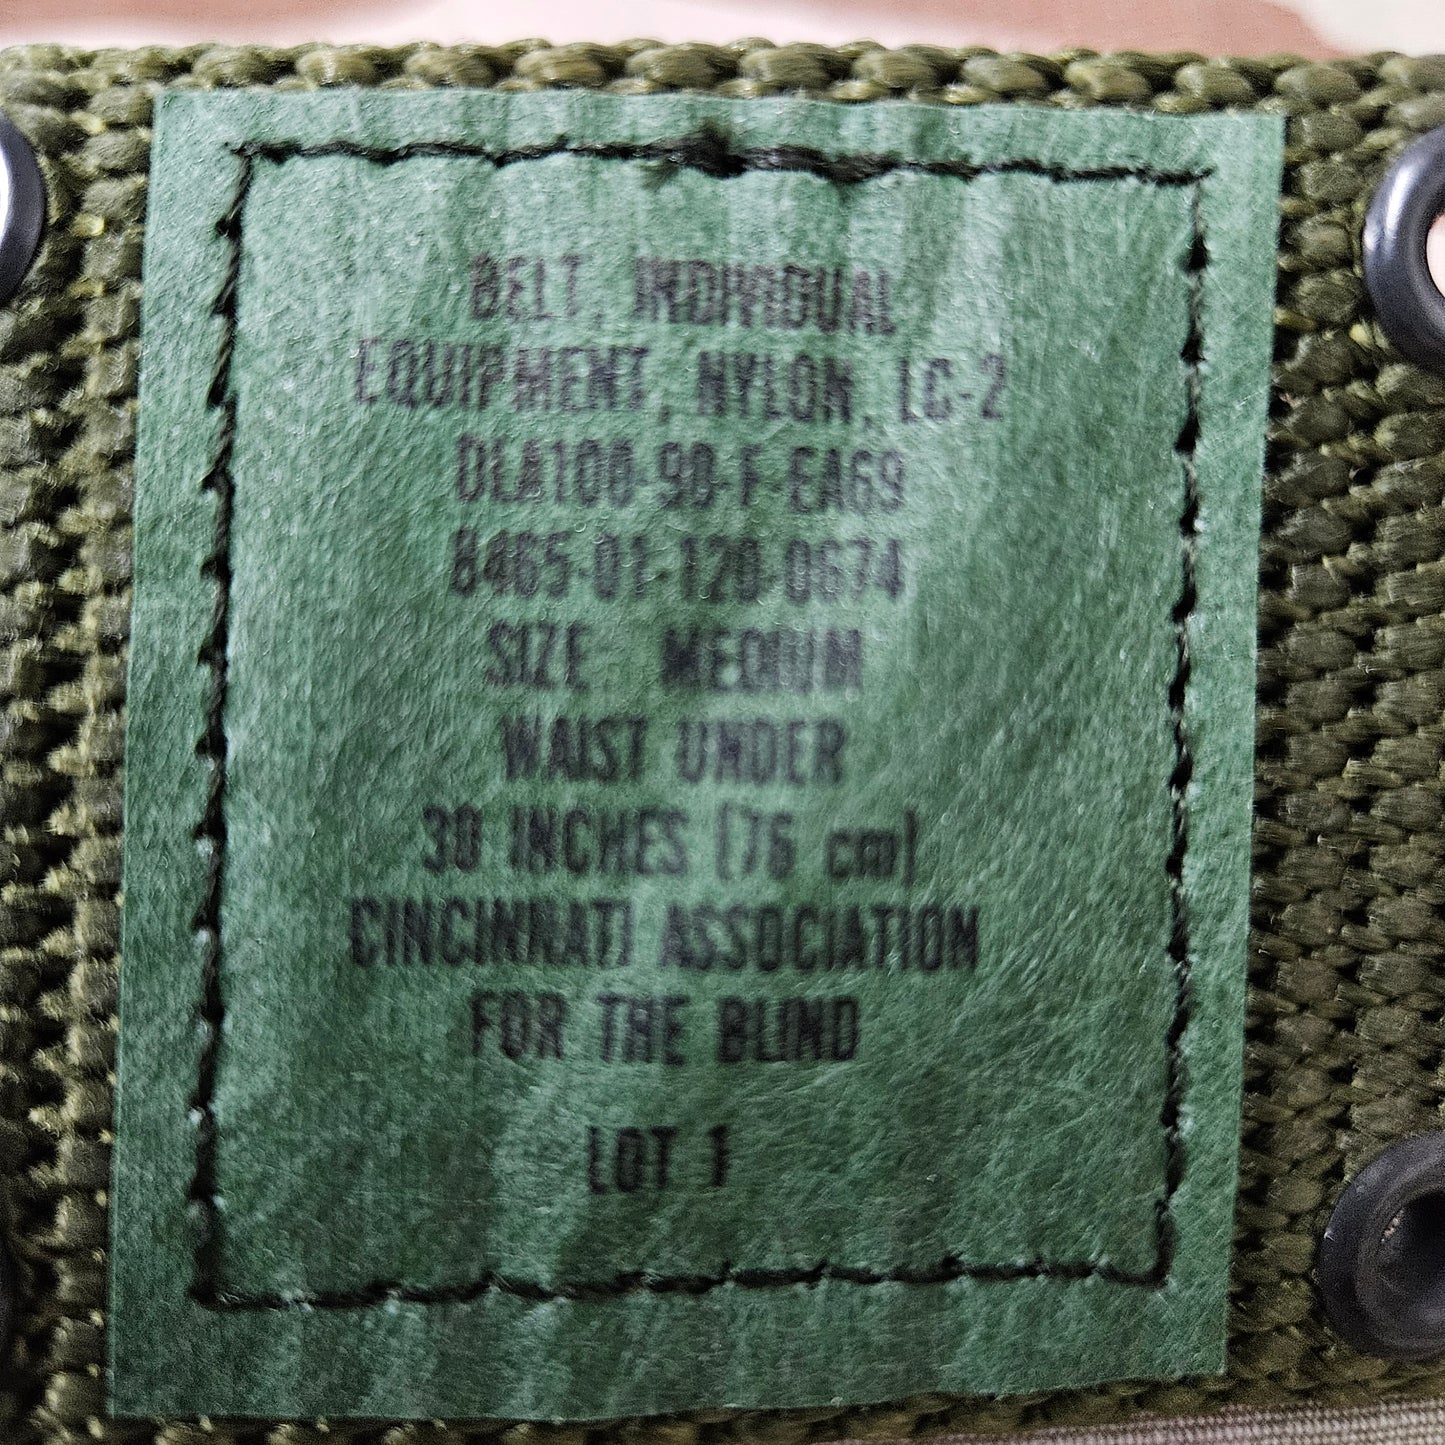 BELT, INDIVIDUAL
EQUIPMENT, NYLON, LC-2
DLA100-90-F-EA69
8465-01-120-0674
SIZE: MEDIUM
WAIST UNDER
30 INCHES (76 cm)
CINCINNATI ASSOCIATION
FOR THE BLIND
LOT 1